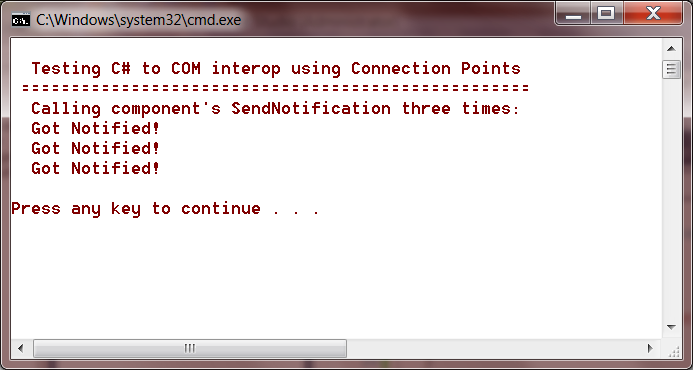 C:\Windows\system32\cmd.exe
Testing C# to COM interop using Connection Points
---------------------------------------------------
Calling component's SendNotification three times:
Got Notified!
Got Notified!
Got Notified!
Press any key to continue . . .